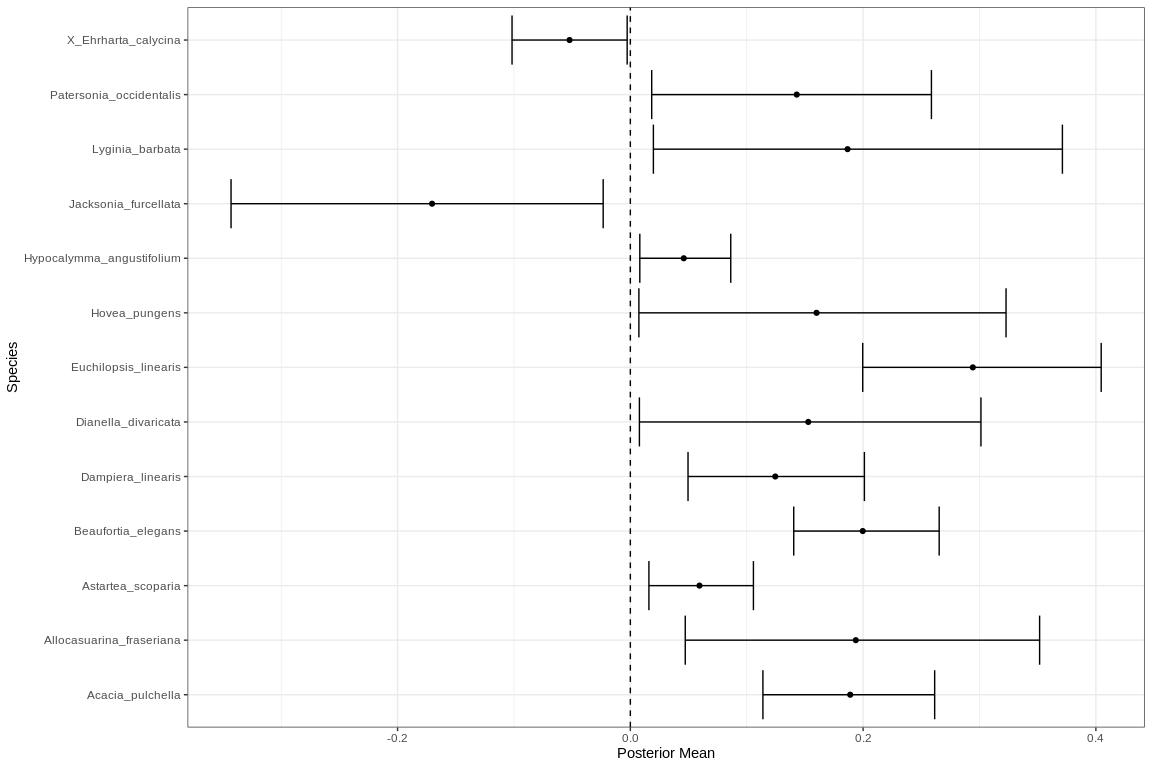 X_Ehrharta_calycina
Patersonia_occidentalis
Lyginia_barbata
Jacksonia_furcellata
Hypocalymma_angustifolium
Hovea_pungens
Euchilopsis_linearis
Dianella_divaricata
Dampiera_linearis
Beaufortia_elegans
Astartea_scoparia
Allocasuarina_fraseriana
Acacia_pulchella
Species
-0.2 0.0 0.2 0.4
Posterior Mean